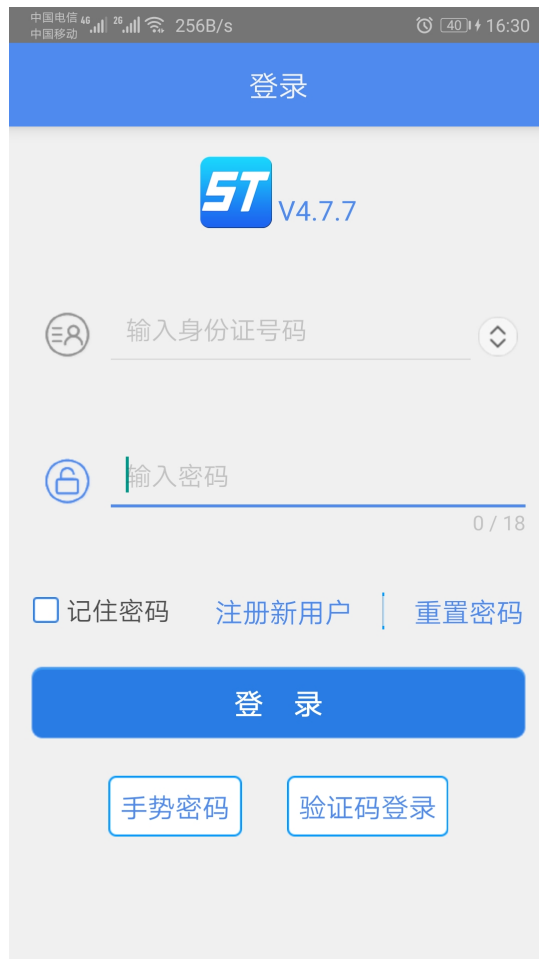 中国电信 4G 2G 256B/s 40 16:30
中国移动
登录
ST V4.7.7
输入身份证号码
输入密码
0 / 18
记住密码 注册新用户 重置密码
登 录
手势密码 验证码登录